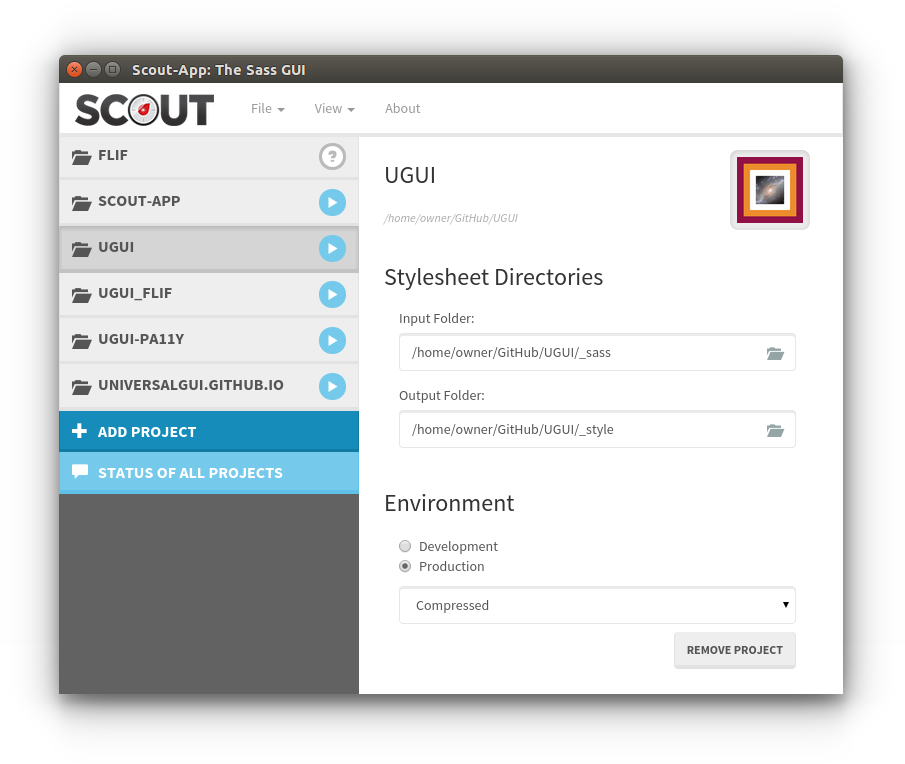 Scout-App: The Sass GUI
SCOUT
File
View
About
FLIF
?
SCOUT-APP
UGUI
UGUI_FLIF
UGUI-PA11Y
UNIVERSALGUI.GITHUB.IO
ADD PROJECT
STATUS OF ALL PROJECTS
UGUI
/home/owner/GitHub/UGUI
Stylesheet Directories
Input Folder:
/home/owner/GitHub/UGUI/_sass
Output Folder:
/home/owner/GitHub/UGUI/_style
Environment
Development
Production
Compressed
REMOVE PROJECT